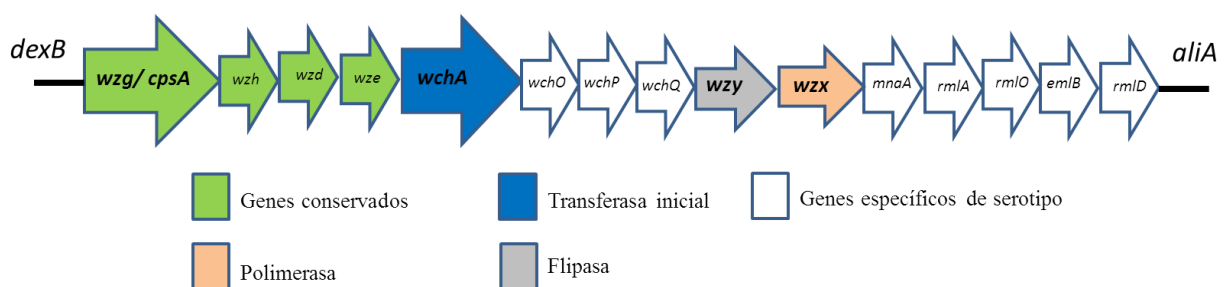 dexB
wzg/ cpsA
wzh
wzd
wze
wchA
wchO
wchP
wchQ
wzy
wzx
mnaA
rmlA
rmlO
emlB
rmlD
aliA
Genes conservados
Transferasa inicial
Genes específicos de serotipo
Polimerasa
Flipasa